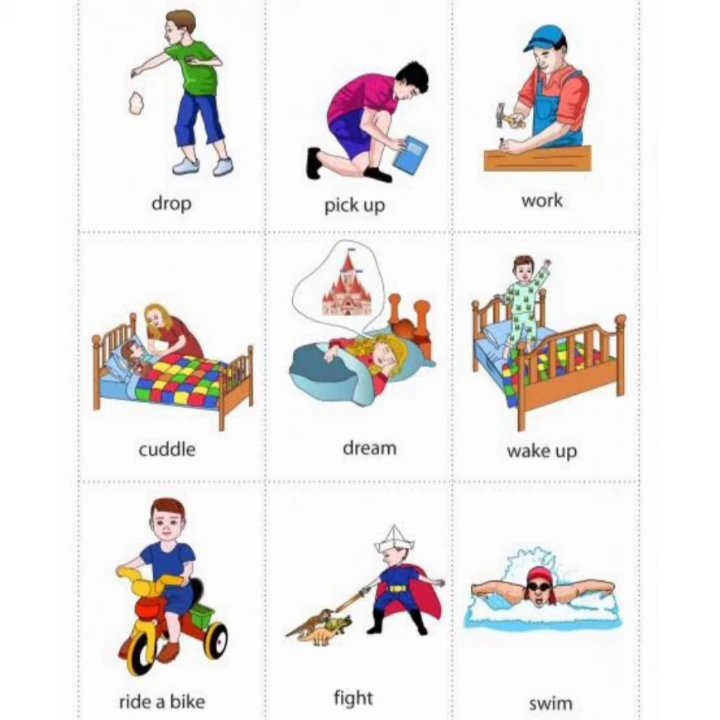 drop
pick up
work
cuddle
dream
wake up
ride a bike
fight
swim